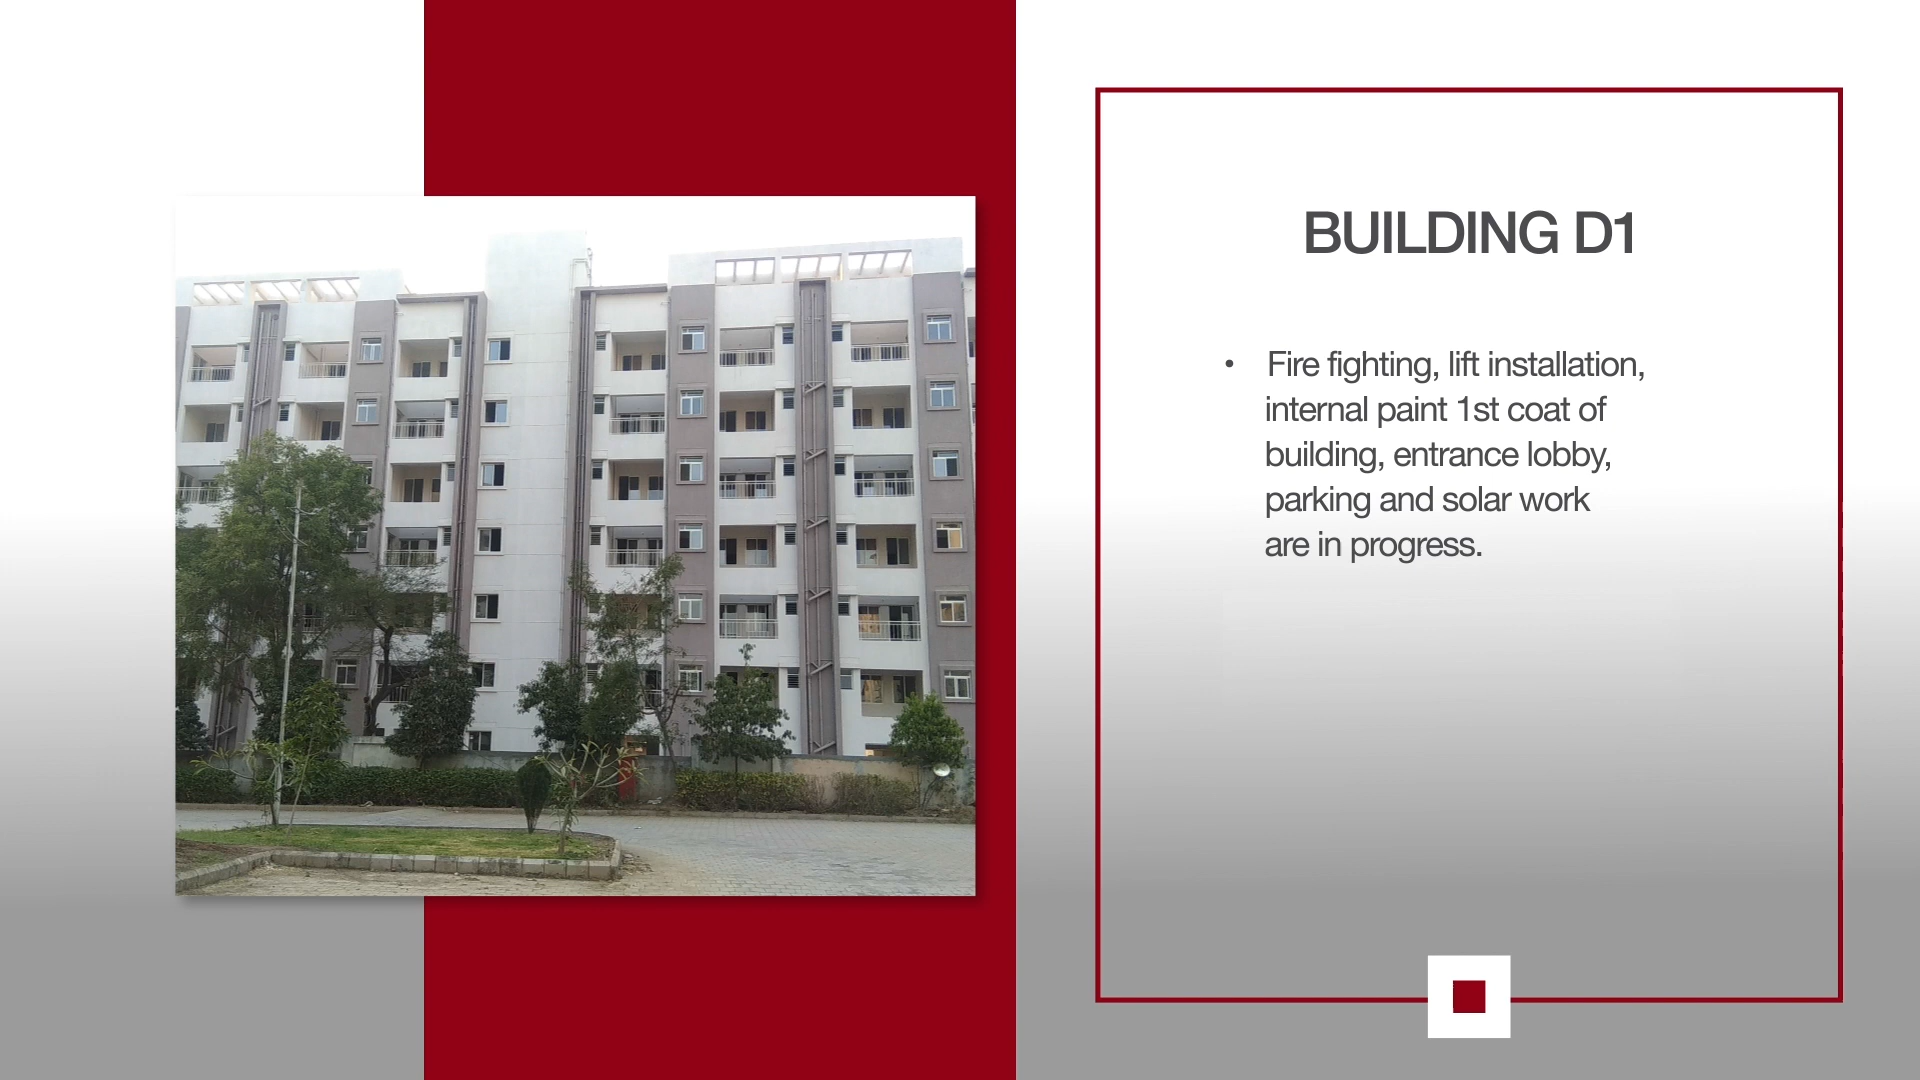 BUILDING D1
• Fire fighting, lift installation,
internal paint 1st coat of
building, entrance lobby,
parking and solar work
are in progress.